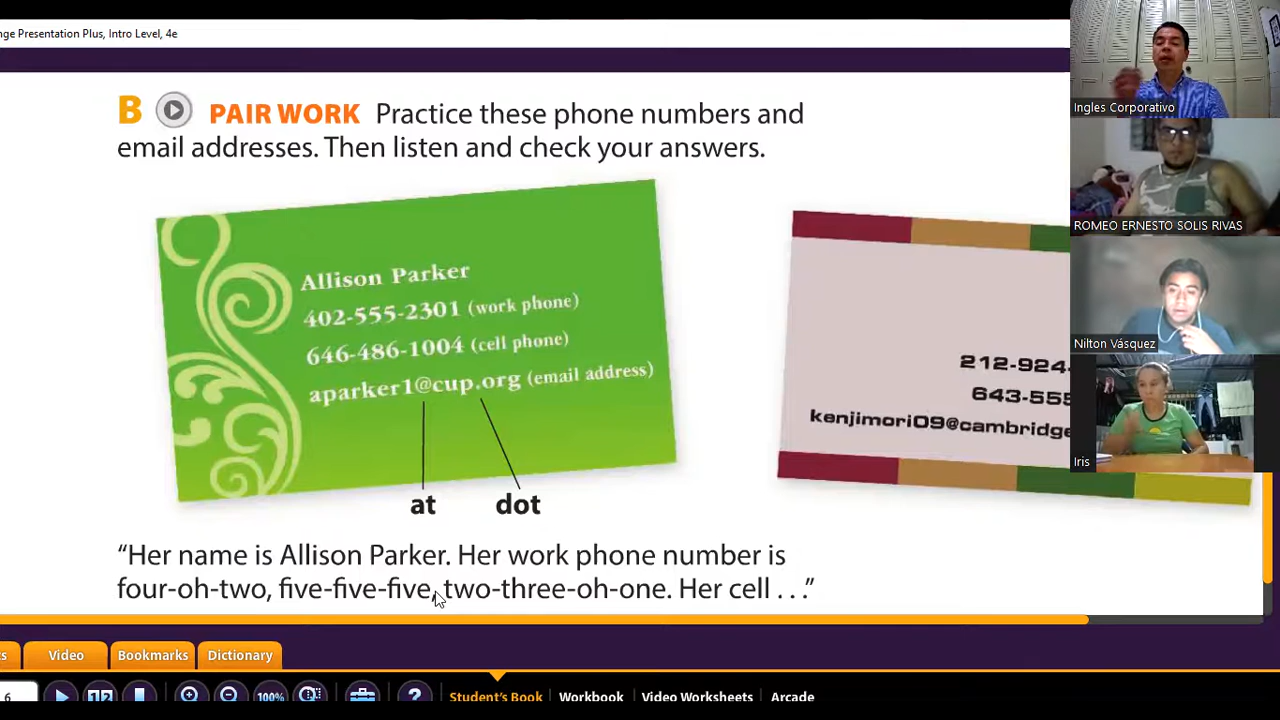 nge Presentation Plus, Intro Level, 4e
B PAIR WORK Practice these phone numbers and
email addresses. Then listen and check your answers.
Allison Parker
402-555-2301 (work phone)
646-486-1004 (cell phone)
aparker1@cup.org (email address)
at dot
212-924
643-555
kenjimori09@cambridge
“Her name is Allison Parker. Her work phone number is
four-oh-two, five-five-five, two-three-oh-one. Her cell . . .”
Ingles Corporativo
ROMEO ERNESTO SOLIS RIVAS
Nilton Vásquez
Iris
s Video Bookmarks Dictionary
6 1 2 100% ? Student's Book Workbook Video Worksheets Arcade